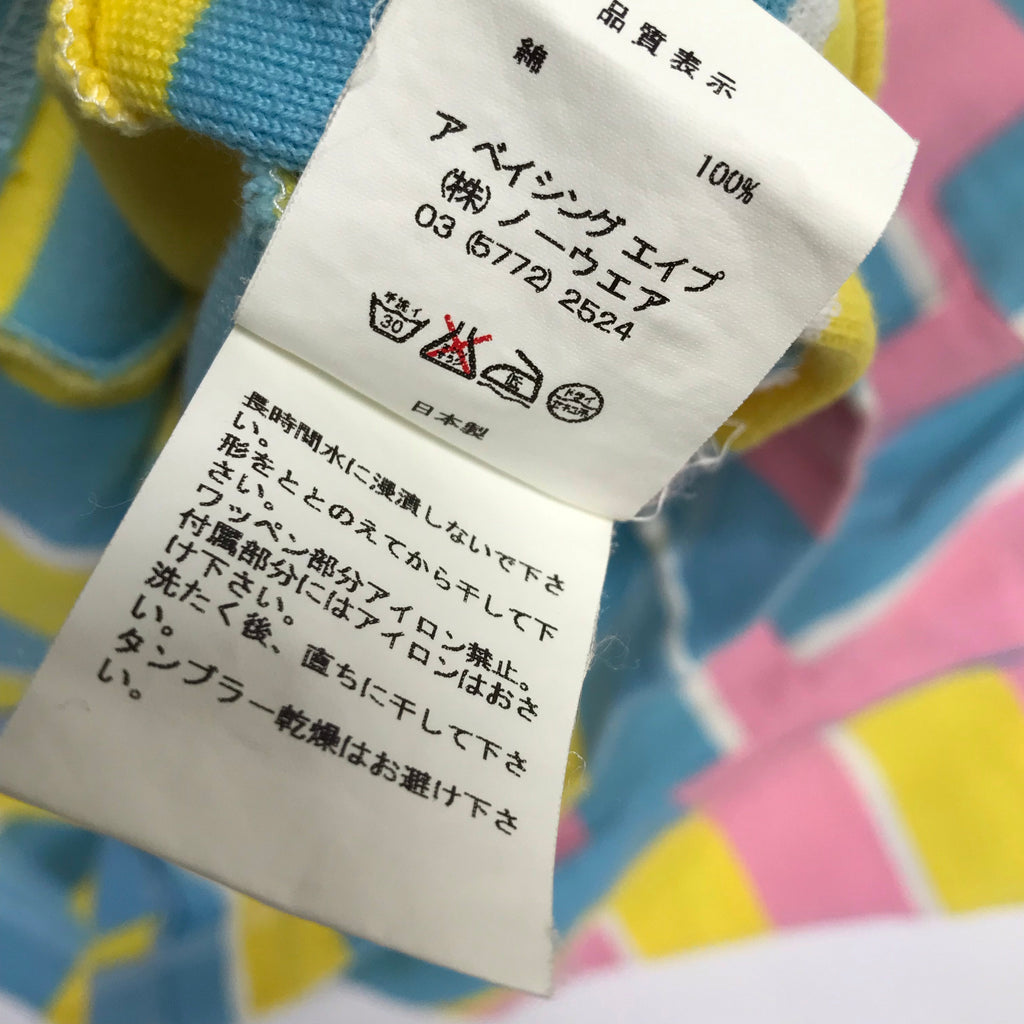 品質表示
綿 100%
ア ベイシング エイプ
(株) ノーウエア
03 (5772) 2524
手洗イ
30
低
ドライ
日本製
長時間水に浸漬しないで下さ
い。
形をととのえてから干して下
さい。
ワッペン部分アイロン禁止。
付属部分にはアイロンはおさ
け下さい。
洗たく後、直ちに干して下さ
い。
タンブラー乾燥はお避け下さ
い。